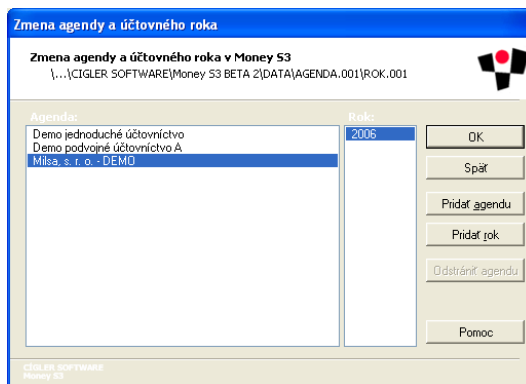 Zmena agendy a účtovného roka
Zmena agendy a účtovného roka v Money S3
\...\CIGLER SOFTWARE\Money S3 BETA 2\DATA\AGENDA.001\ROK.001
Agenda:
Rok:
Demo jednoduché účtovníctvo
Demo podvojné účtovníctvo A
Milsa, s. r. o. - DEMO
2006
OK
Späť
Pridať agendu
Pridať rok
Odstrániť agendu
Pomoc
CÍGLER SOFTWARE
Money S3